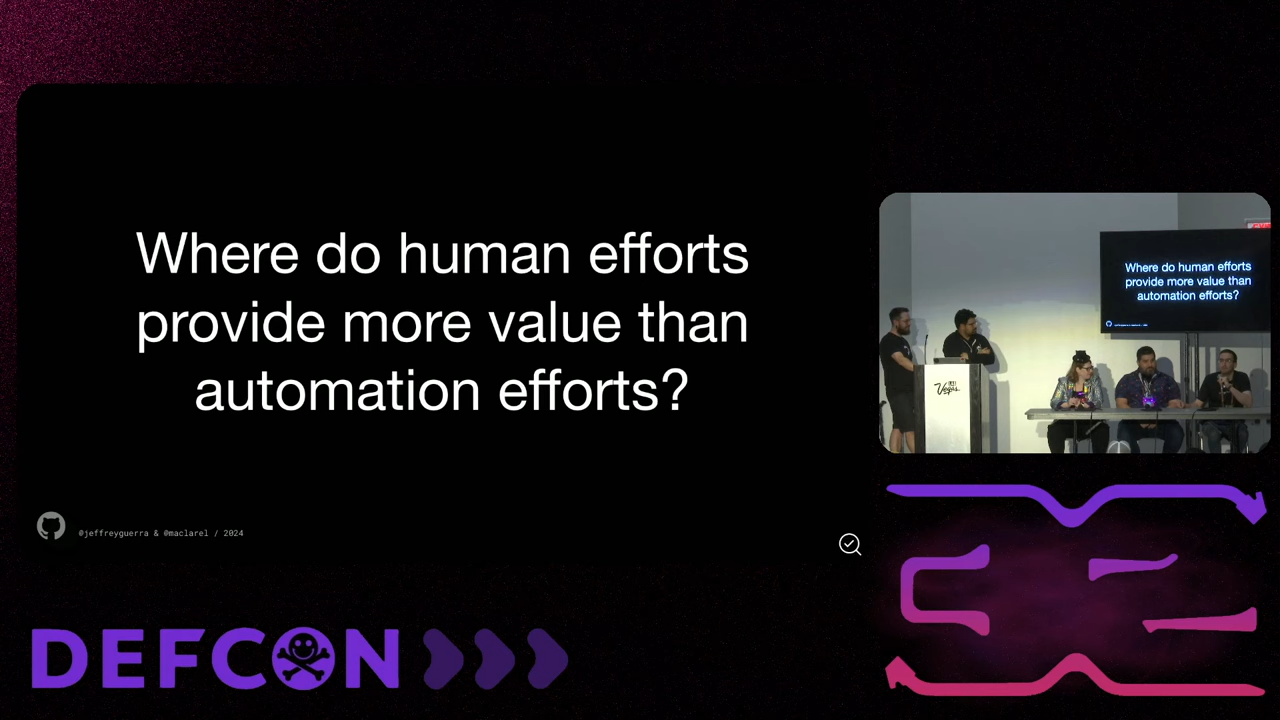 Where do human efforts
provide more value than
automation efforts?
@jeffreyguerra & @maclarel / 2024
Where do human efforts
provide more value than
automation efforts?
Vegas
DEFCON